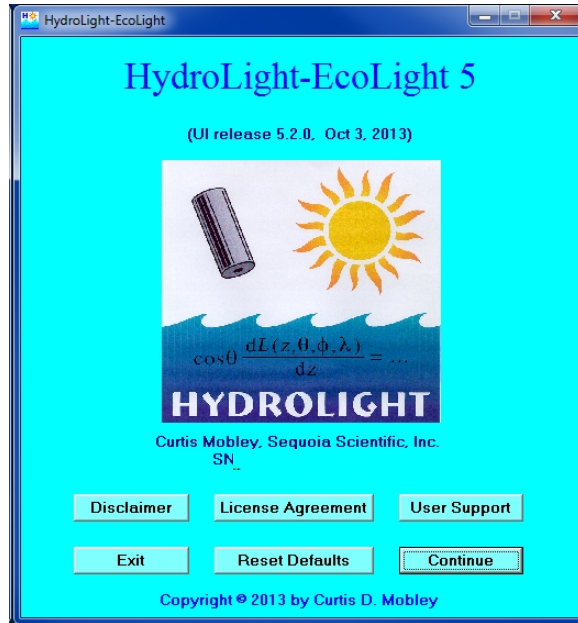 HydroLight-EcoLight
HydroLight-EcoLight 5
(UI release 5.2.0, Oct 3, 2013)
cosθ dL(z,θ,ϕ,λ)/dz = ...
HYDROLIGHT
Curtis Mobley, Sequoia Scientific, Inc.
SN
Disclaimer
License Agreement
User Support
Exit
Reset Defaults
Continue
Copyright © 2013 by Curtis D. Mobley